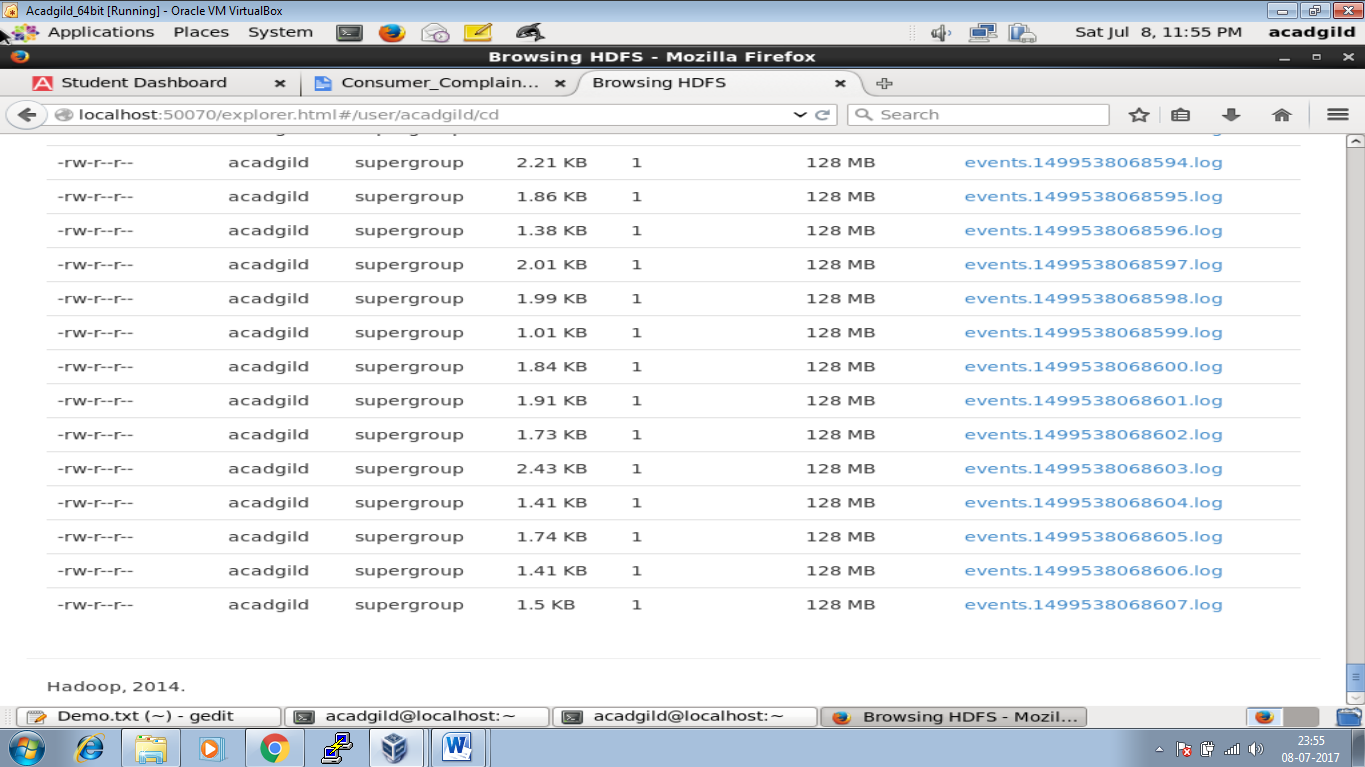 Acadgild_64bit [Running] - Oracle VM VirtualBox
Applications Places System Sat Jul 8, 11:55 PM acadgild
Browsing HDFS - Mozilla Firefox
Student Dashboard Consumer_Complain... Browsing HDFS
localhost:50070/explorer.html#/user/acadgild/cd Search
-rw-r--r-- acadgild supergroup 2.21 KB 1 128 MB events.1499538068594.log
-rw-r--r-- acadgild supergroup 1.86 KB 1 128 MB events.1499538068595.log
-rw-r--r-- acadgild supergroup 1.38 KB 1 128 MB events.1499538068596.log
-rw-r--r-- acadgild supergroup 2.01 KB 1 128 MB events.1499538068597.log
-rw-r--r-- acadgild supergroup 1.99 KB 1 128 MB events.1499538068598.log
-rw-r--r-- acadgild supergroup 1.01 KB 1 128 MB events.1499538068599.log
-rw-r--r-- acadgild supergroup 1.84 KB 1 128 MB events.1499538068600.log
-rw-r--r-- acadgild supergroup 1.91 KB 1 128 MB events.1499538068601.log
-rw-r--r-- acadgild supergroup 1.73 KB 1 128 MB events.1499538068602.log
-rw-r--r-- acadgild supergroup 2.43 KB 1 128 MB events.1499538068603.log
-rw-r--r-- acadgild supergroup 1.41 KB 1 128 MB events.1499538068604.log
-rw-r--r-- acadgild supergroup 1.74 KB 1 128 MB events.1499538068605.log
-rw-r--r-- acadgild supergroup 1.41 KB 1 128 MB events.1499538068606.log
-rw-r--r-- acadgild supergroup 1.5 KB 1 128 MB events.1499538068607.log
Hadoop, 2014.
Demo.txt (~) - gedit acadgild@localhost:~ acadgild@localhost:~ Browsing HDFS - Mozil...
23:55
08-07-2017